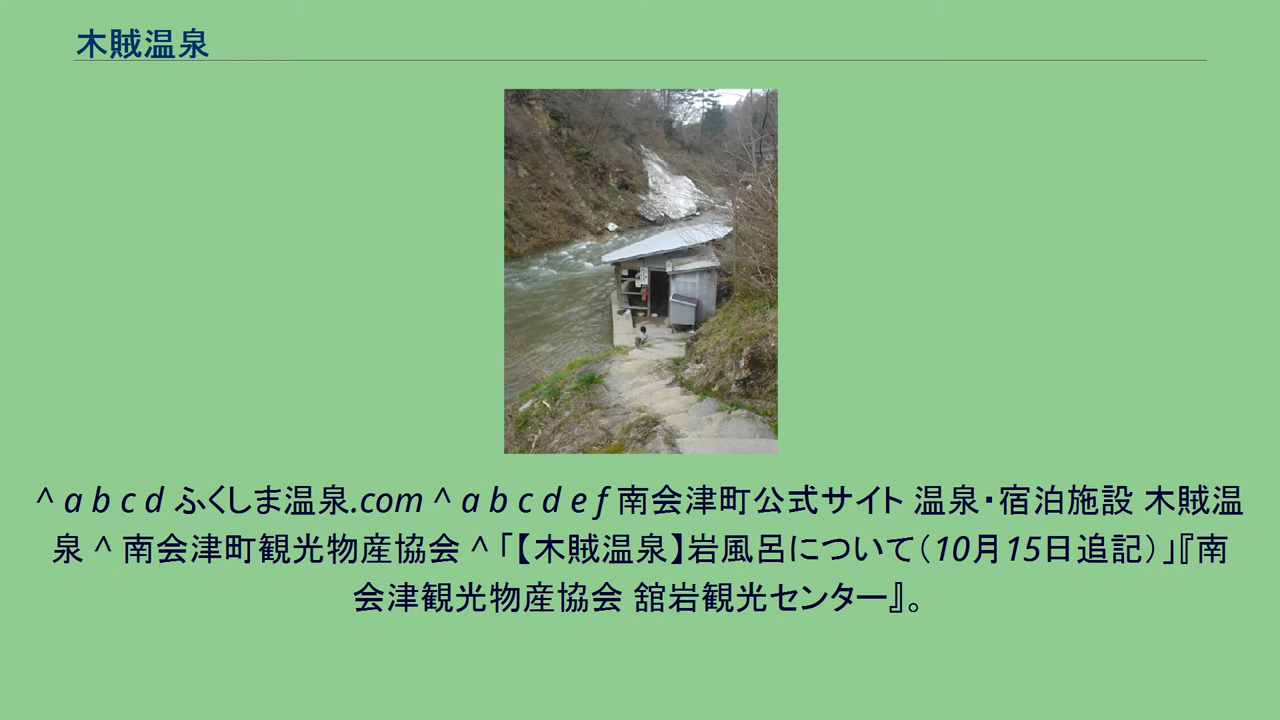 木賊温泉
^ a b c d ふくしま温泉.com ^ a b c d e f 南会津町公式サイト 温泉・宿泊施設 木賊温
泉 ^ 南会津町観光物産協会 ^ 「【木賊温泉】岩風呂について（10月15日追記）」『南
会津観光物産協会 舘岩観光センター』。